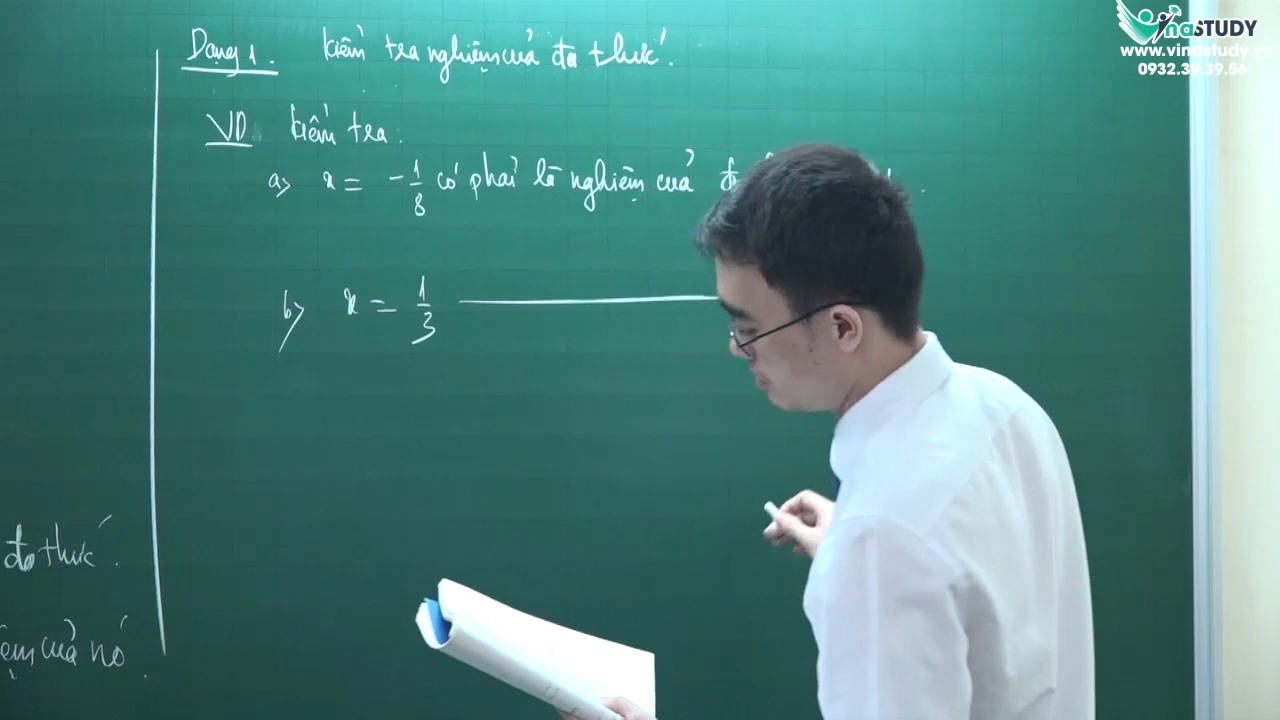 VinaSTUDY
www.vinastudy.vn
0932.39.39.56
Dạng 1. Kiểm tra nghiệm của đa thức.
VD Kiểm tra.
a> x = -1/8 có phải là nghiệm của
b> x = 1/3
đa thức.
của nó.